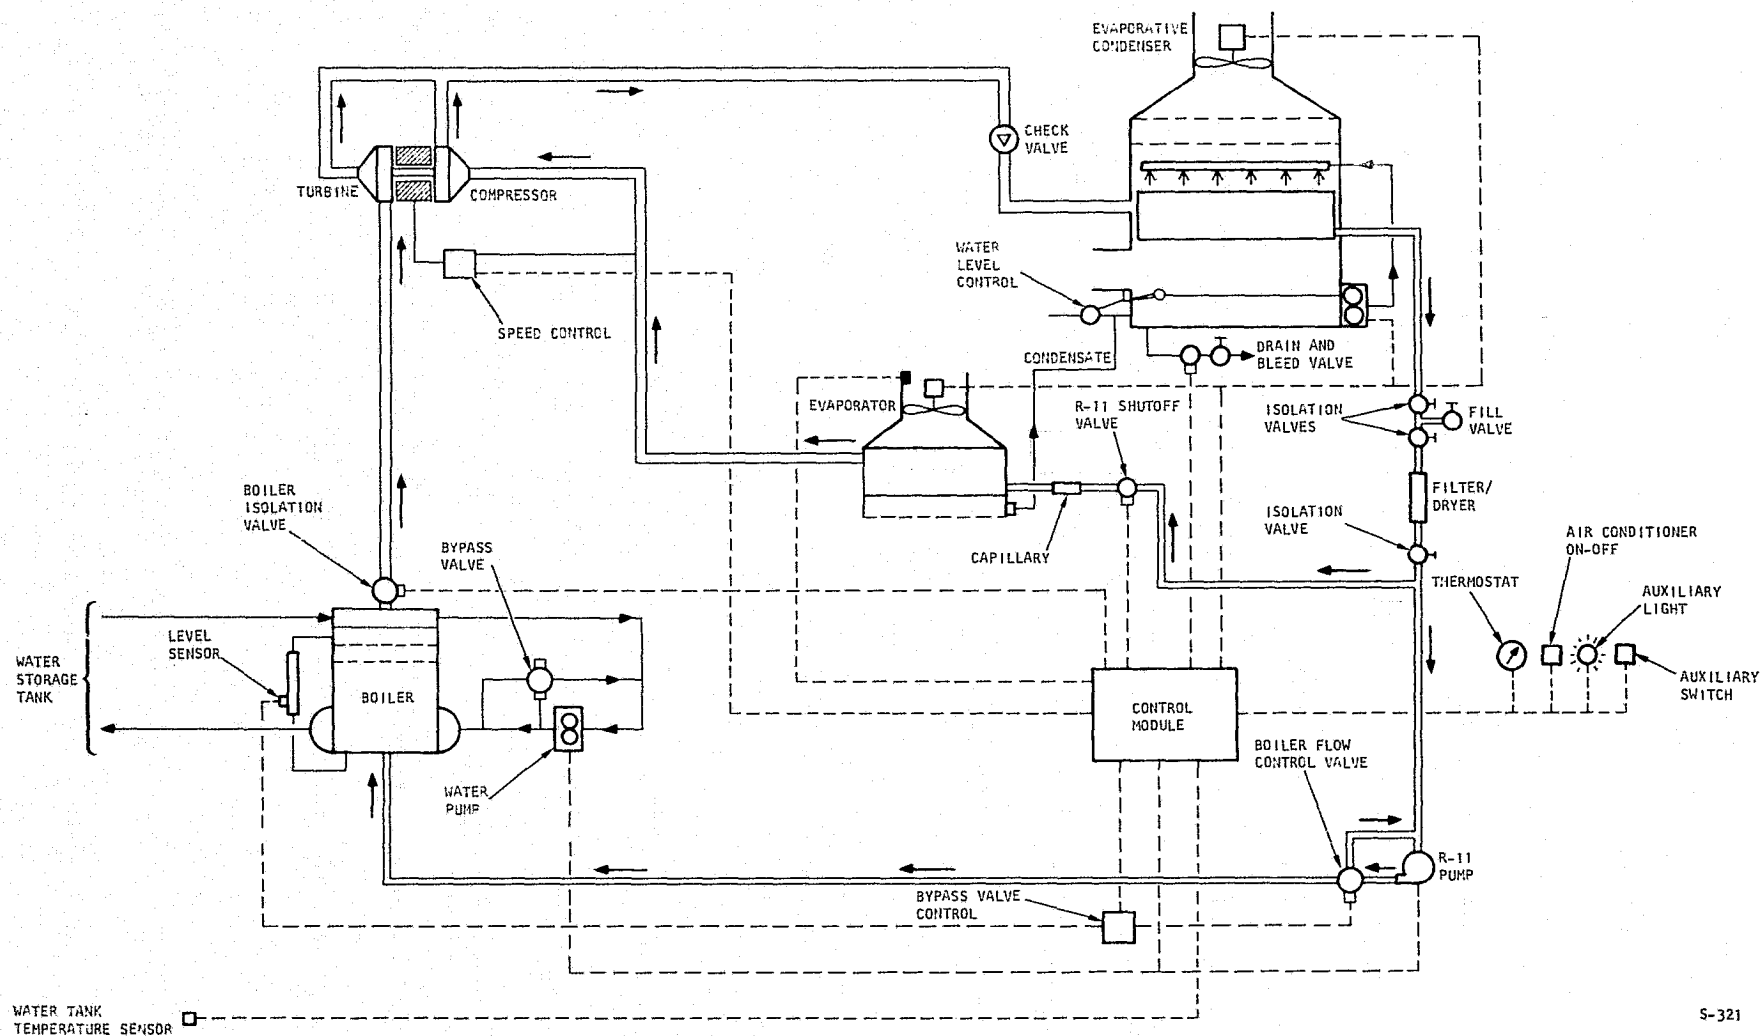 EVAPORATIVE
CONDENSER
CHECK
VALVE
TURBINE
COMPRESSOR
WATER
LEVEL
CONTROL
SPEED CONTROL
CONDENSATE
DRAIN AND
BLEED VALVE
EVAPORATOR
R-11 SHUTOFF
VALVE
ISOLATION
VALVES
FILL
VALVE
BOILER
ISOLATION
VALVE
FILTER/
DRYER
ISOLATION
VALVE
BYPASS
VALVE
CAPILLARY
AIR CONDITIONER
ON-OFF
THERMOSTAT
AUXILIARY
LIGHT
LEVEL
SENSOR
WATER
STORAGE
TANK
BOILER
AUXILIARY
SWITCH
CONTROL
MODULE
BOILER FLOW
CONTROL VALVE
WATER
PUMP
R-11
PUMP
BYPASS VALVE
CONTROL
WATER TANK
TEMPERATURE SENSOR
S-321